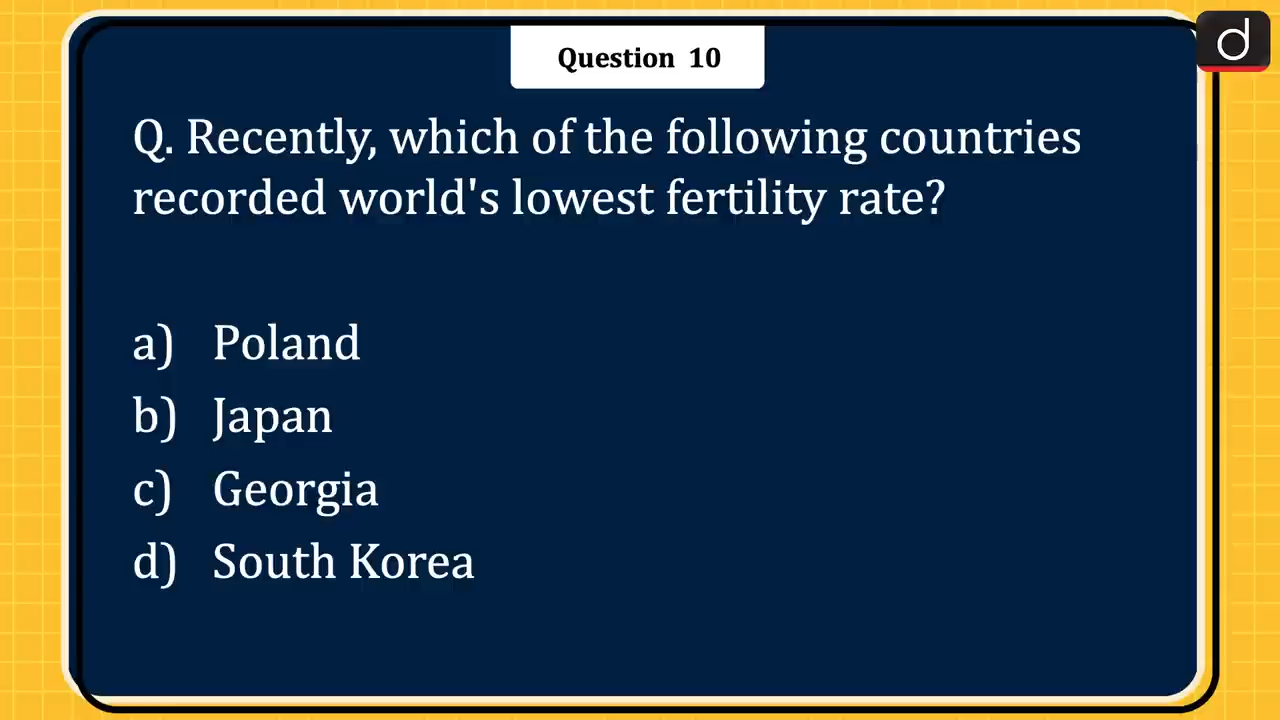 Question 10
d
Q. Recently, which of the following countries
recorded world's lowest fertility rate?
a) Poland
b) Japan
c) Georgia
d) South Korea